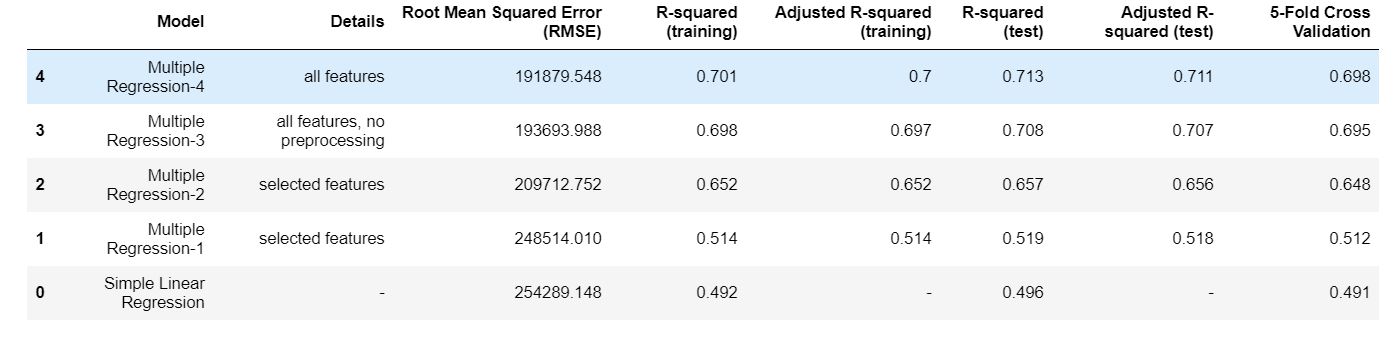 Model Details Root Mean Squared Error (RMSE) R-squared (training) Adjusted R-squared (training) R-squared (test) Adjusted R-squared (test) 5-Fold Cross Validation
4 Multiple Regression-4 all features 191879.548 0.701 0.7 0.713 0.711 0.698
3 Multiple Regression-3 all features, no preprocessing 193693.988 0.698 0.697 0.708 0.707 0.695
2 Multiple Regression-2 selected features 209712.752 0.652 0.652 0.657 0.656 0.648
1 Multiple Regression-1 selected features 248514.010 0.514 0.514 0.519 0.518 0.512
0 Simple Linear Regression - 254289.148 0.492 - 0.496 - 0.491